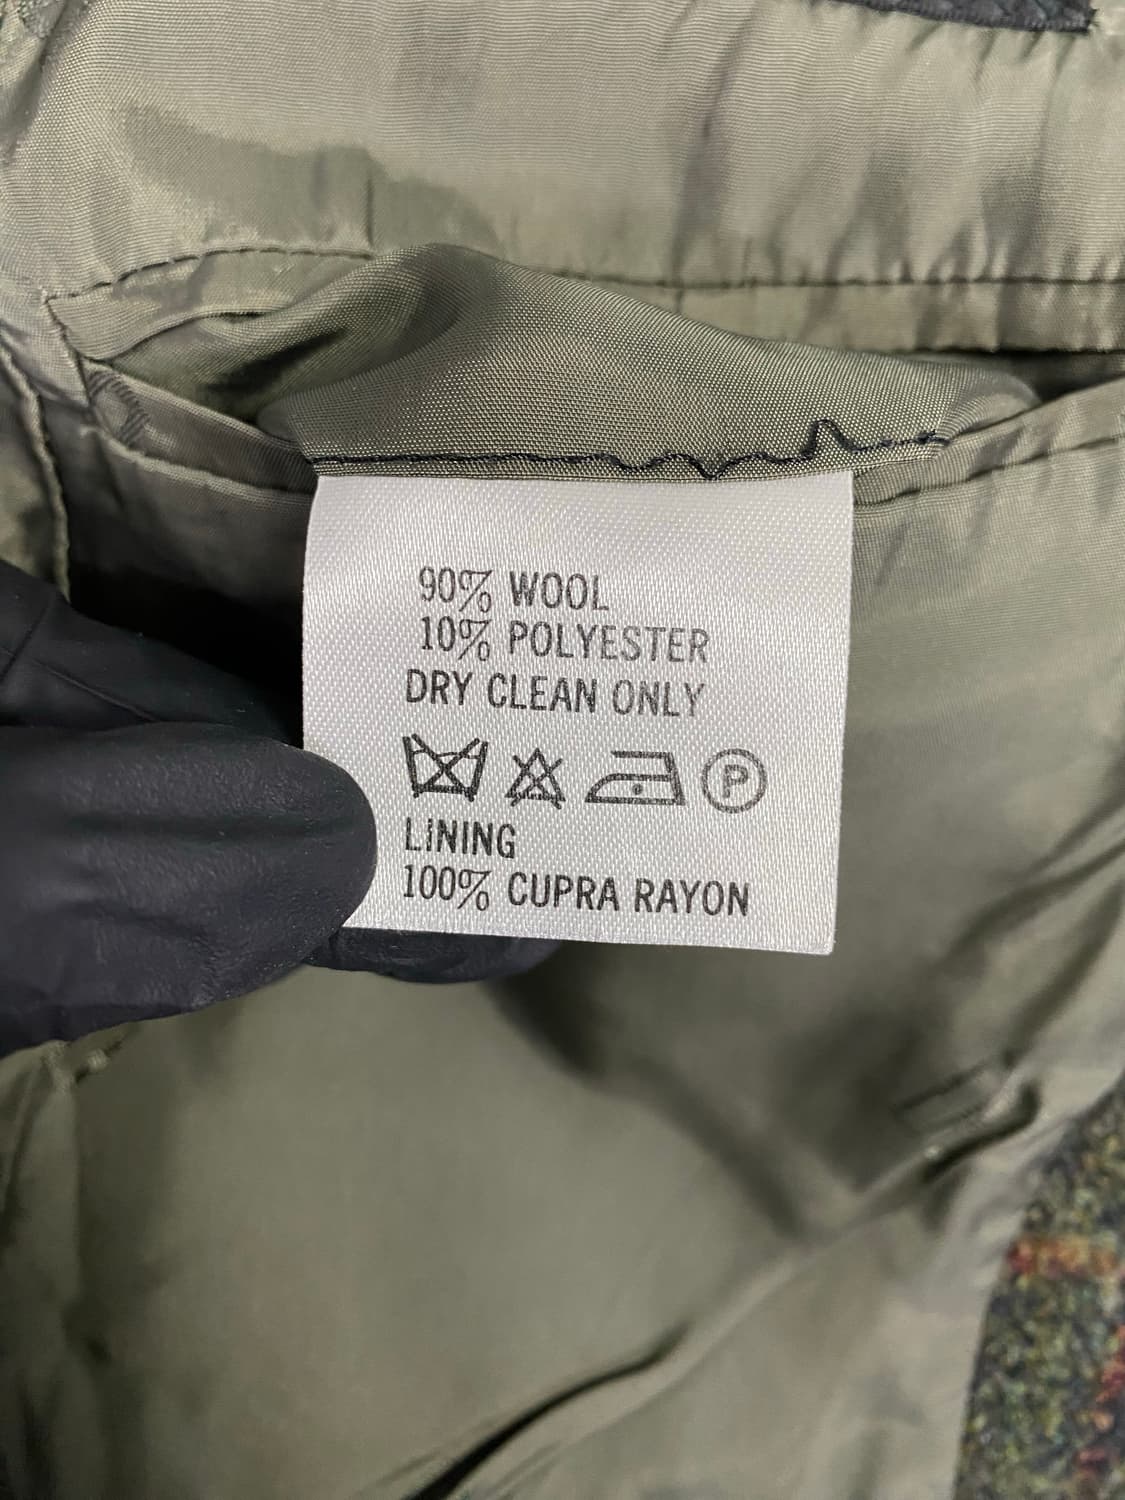 90% WOOL
10% POLYESTER
DRY CLEAN ONLY
P
LINING
100% CUPRA RAYON